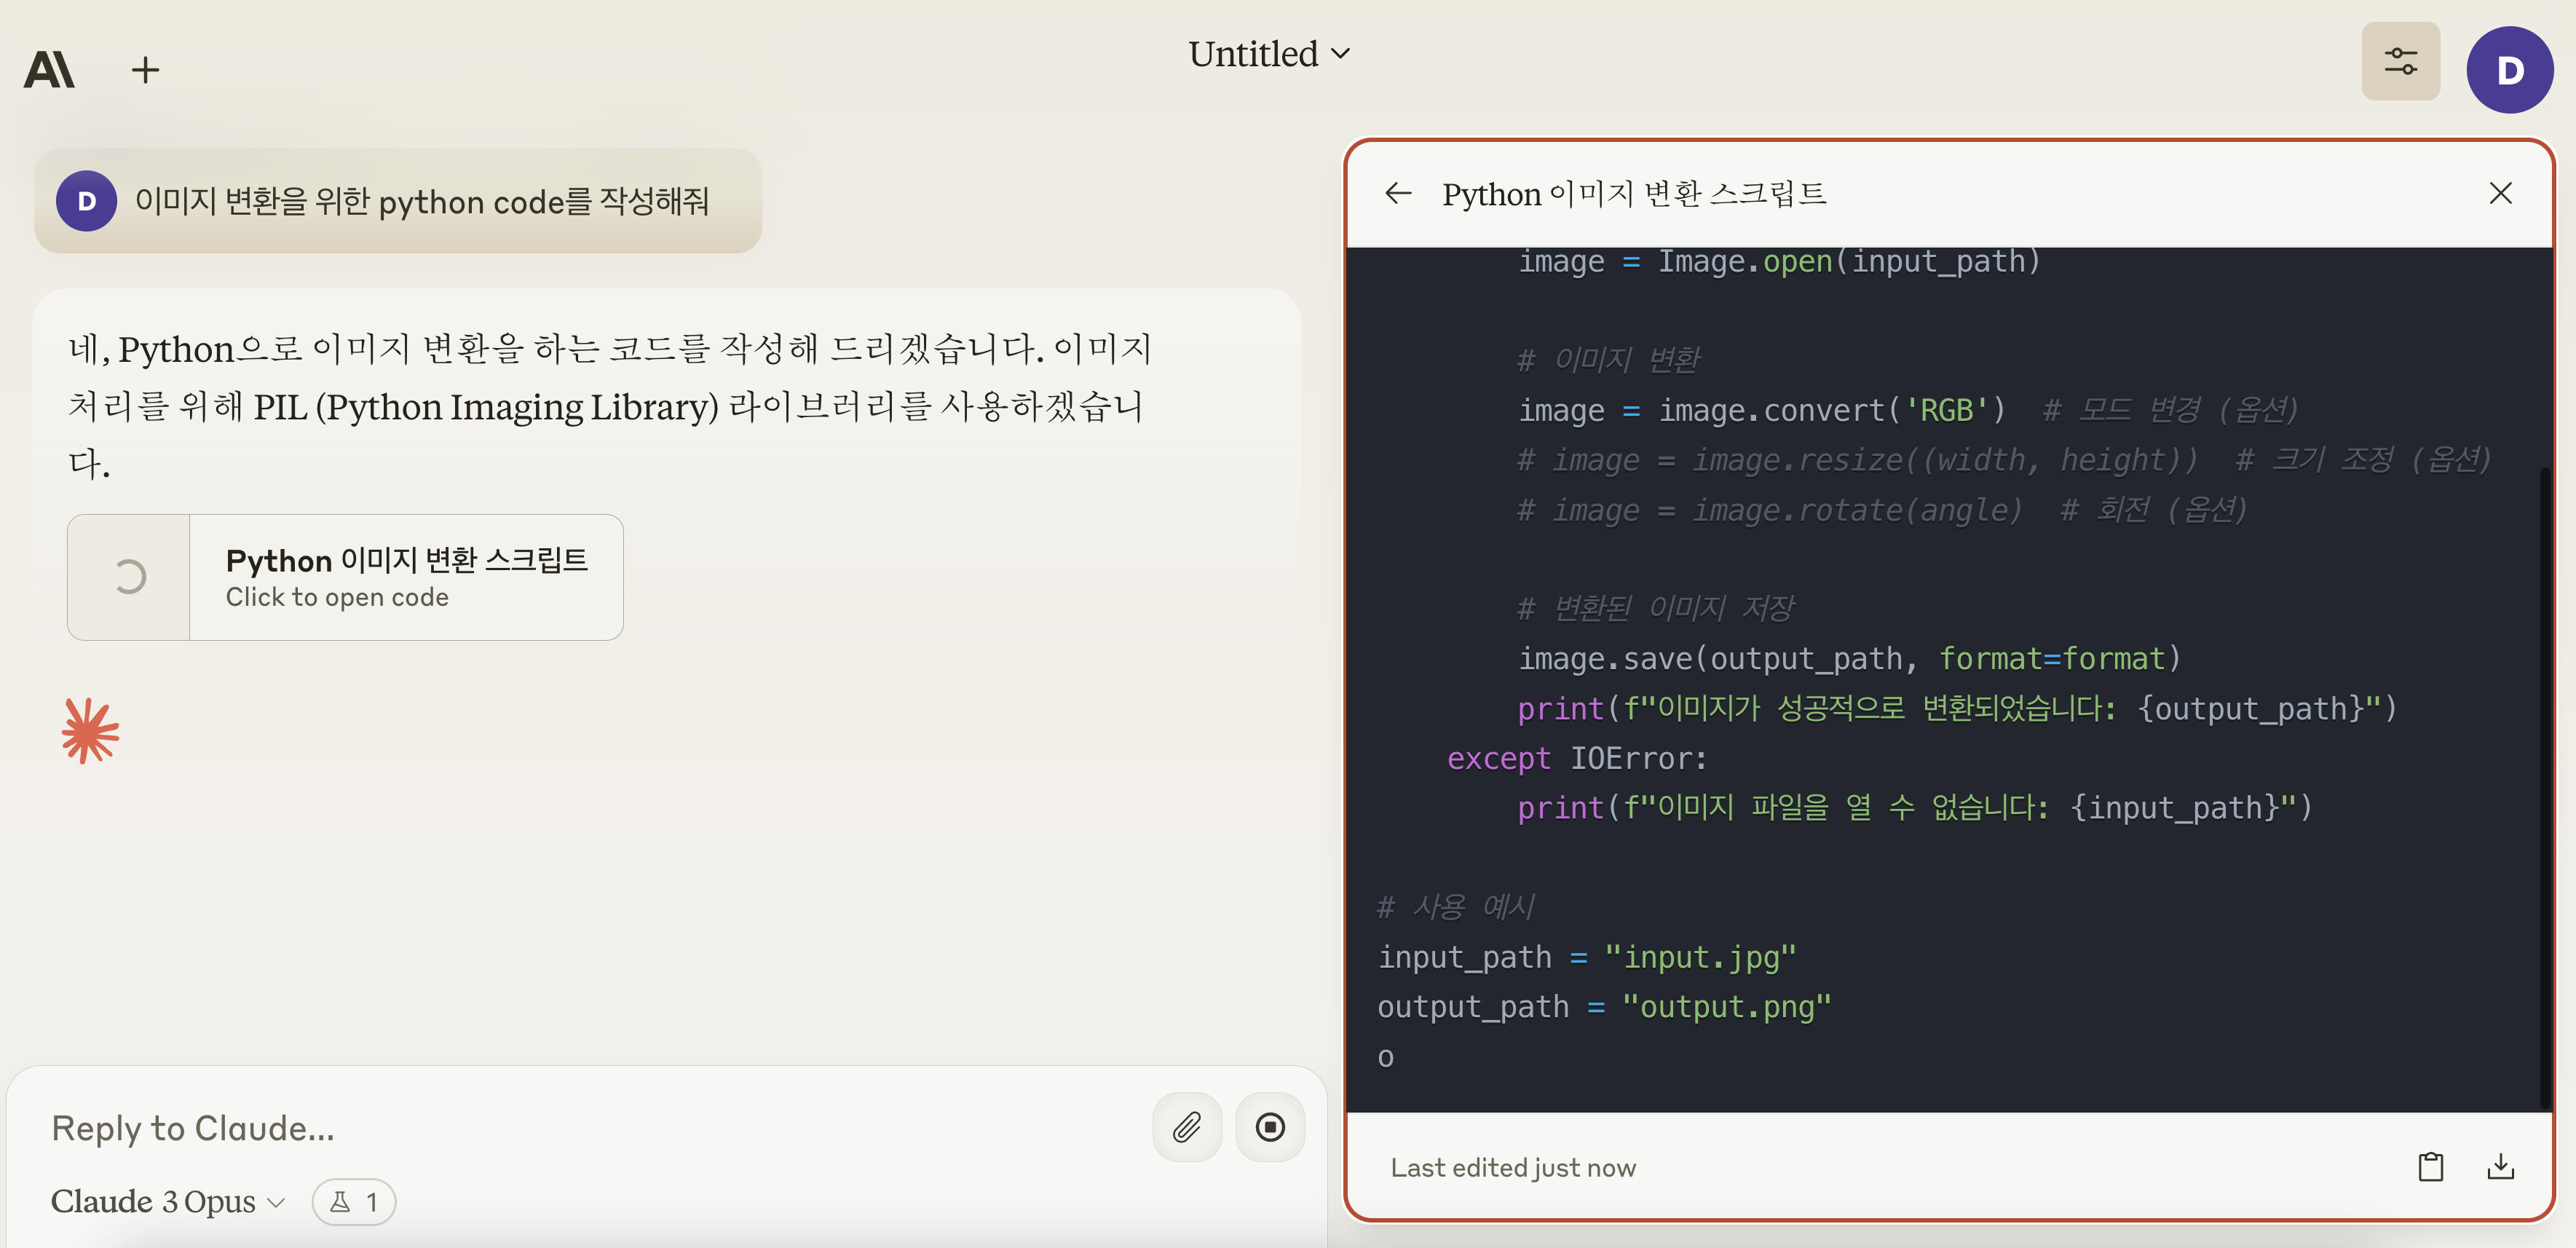 Untitled
D
D
이미지 변환을 위한 python code를 작성해줘
네, Python으로 이미지 변환을 하는 코드를 작성해 드리겠습니다. 이미지
처리를 위해 PIL (Python Imaging Library) 라이브러리를 사용하겠습니
다.
Python 이미지 변환 스크립트
Click to open code
Reply to Claude...
Claude 3 Opus
1
Python 이미지 변환 스크립트
image = Image.open(input_path)
# 이미지 변환
image = image.convert('RGB')  # 모드 변경 (옵션)
# image = image.resize((width, height))  # 크기 조정 (옵션)
# image = image.rotate(angle)  # 회전 (옵션)
# 변환된 이미지 저장
image.save(output_path, format=format)
print(f"이미지가 성공적으로 변환되었습니다: {output_path}")
except IOError:
print(f"이미지 파일을 열 수 없습니다: {input_path}")
# 사용 예시
input_path = "input.jpg"
output_path = "output.png"
o
Last edited just now